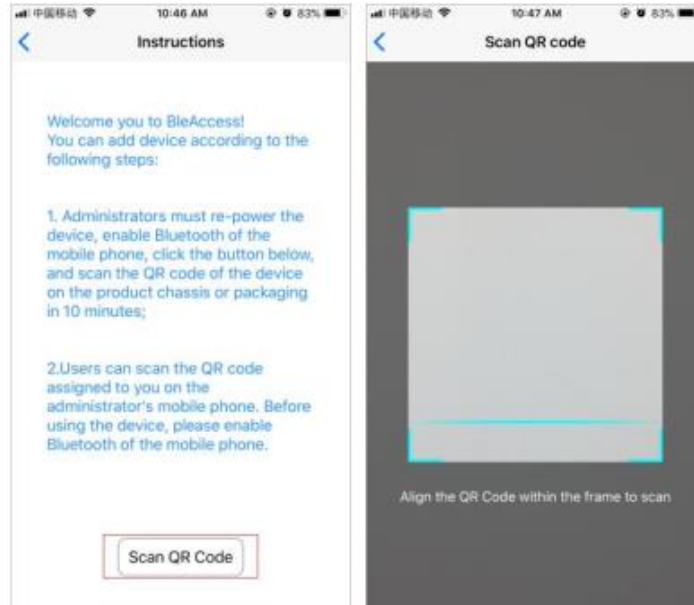 中国移动
10:46 AM
83%
Instructions
Welcome you to BleAccess!
You can add device according to the
following steps:
1. Administrators must re-power the
device, enable Bluetooth of the
mobile phone, click the button below,
and scan the QR code of the device
on the product chassis or packaging
in 10 minutes;
2.Users can scan the QR code
assigned to you on the
administrator's mobile phone. Before
using the device, please enable
Bluetooth of the mobile phone.
Scan QR Code
中国移动
10:47 AM
83%
Scan QR code
Align the QR Code within the frame to scan